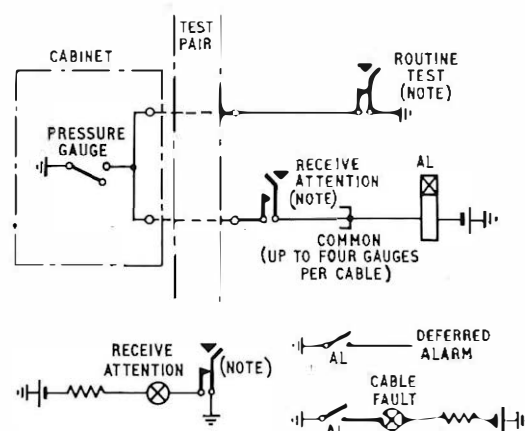 TEST
PAIR
CABINET
ROUTINE
TEST
(NOTE)
PRESSURE
GAUGE
RECEIVE
ATTENTION
(NOTE)
AL
COMMON
(UP TO FOUR GAUGES
PER CABLE)
RECEIVE
ATTENTION
(NOTE)
AL
DEFERRED
ALARM
CABLE
FAULT
AL